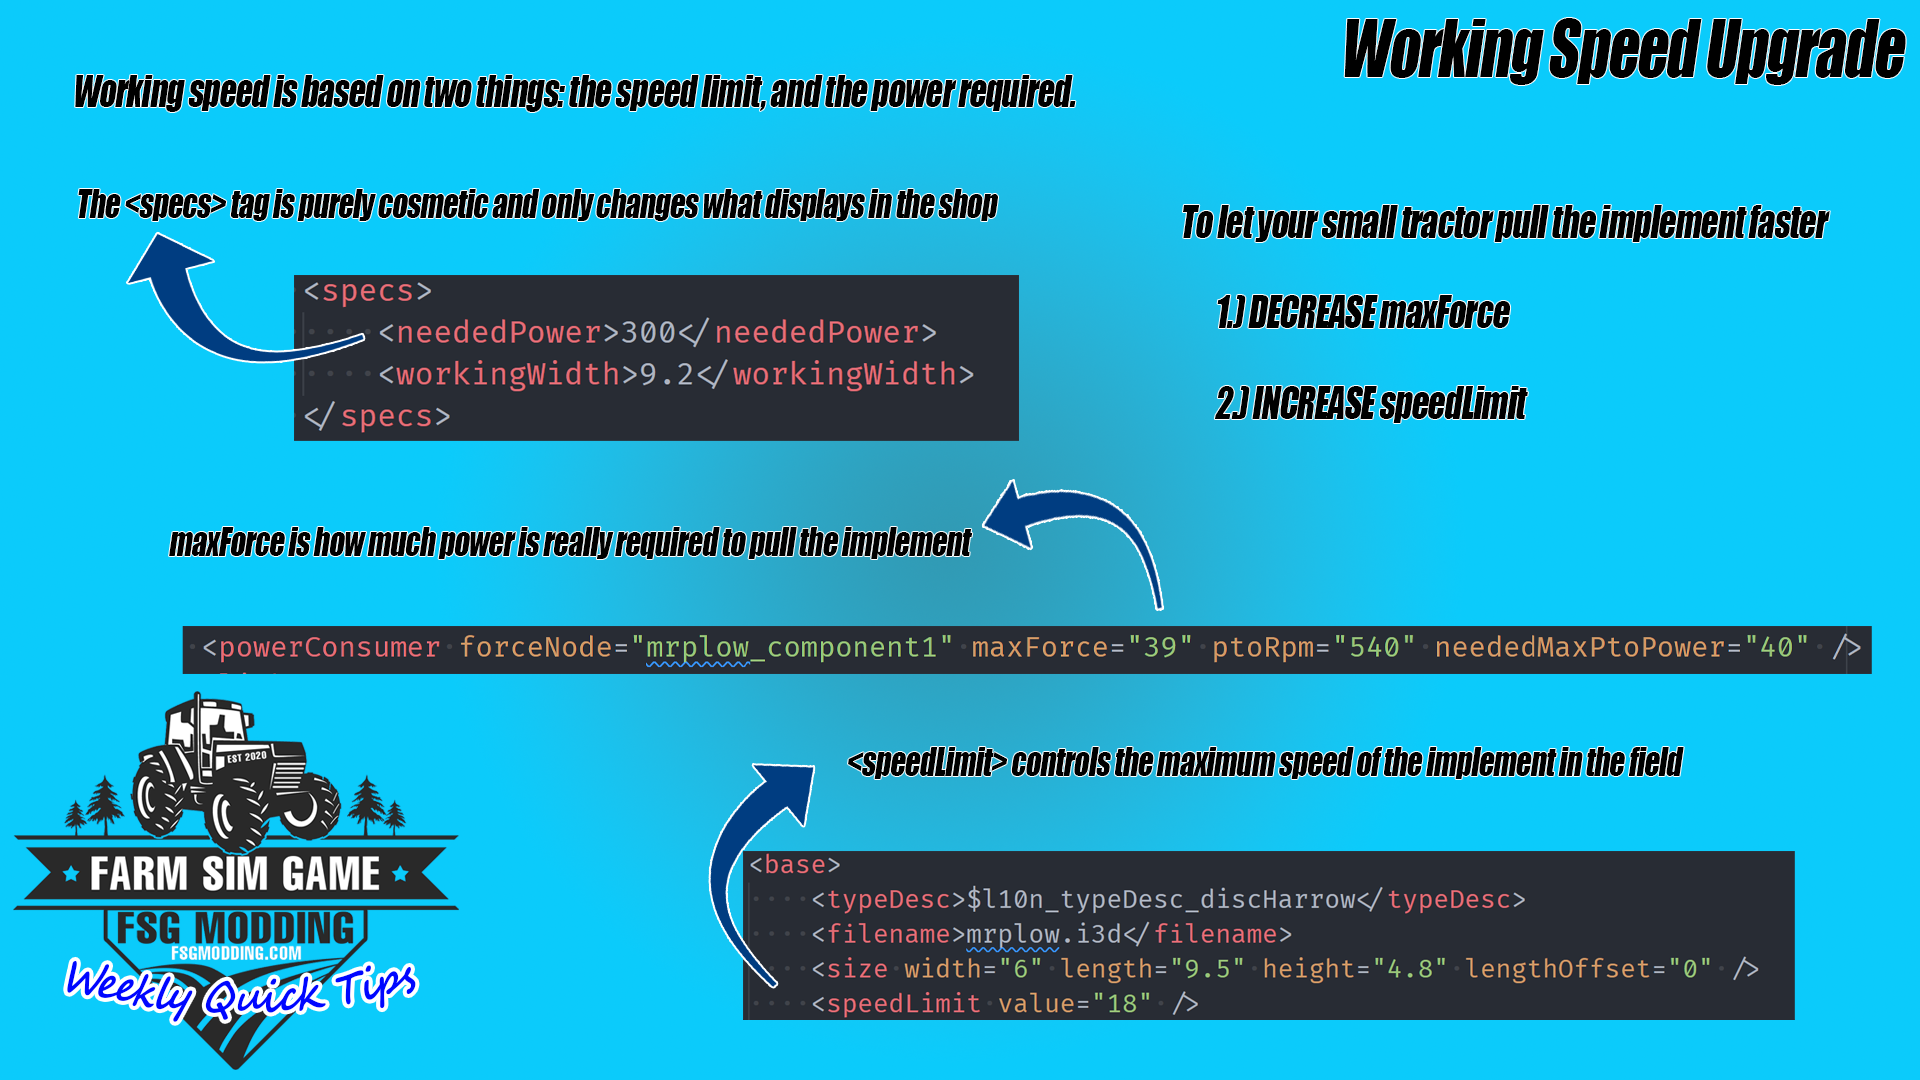 Working Speed Upgrade
Working speed is based on two things: the speed limit, and the power required.
The <specs> tag is purely cosmetic and only changes what displays in the shop
<specs>
<neededPower>300</neededPower>
<workingWidth>9.2</workingWidth>
</specs>
To let your small tractor pull the implement faster
1.) DECREASE maxForce
2.) INCREASE speedLimit
maxForce is how much power is really required to pull the implement
<powerConsumer forceNode="mrplow_component1" maxForce="39" ptoRpm="540" neededMaxPtoPower="40" />
<speedLimit> controls the maximum speed of the implement in the field
<base>
<typeDesc>$l10n_typeDesc_discHarrow</typeDesc>
<filename>mrplow.i3d</filename>
<size width="6" length="9.5" height="4.8" lengthOffset="0" />
<speedLimit value="18" />
EST 2020
FARM SIM GAME
FSG MODDING
FSGMODDING.COM
Weekly Quick Tips